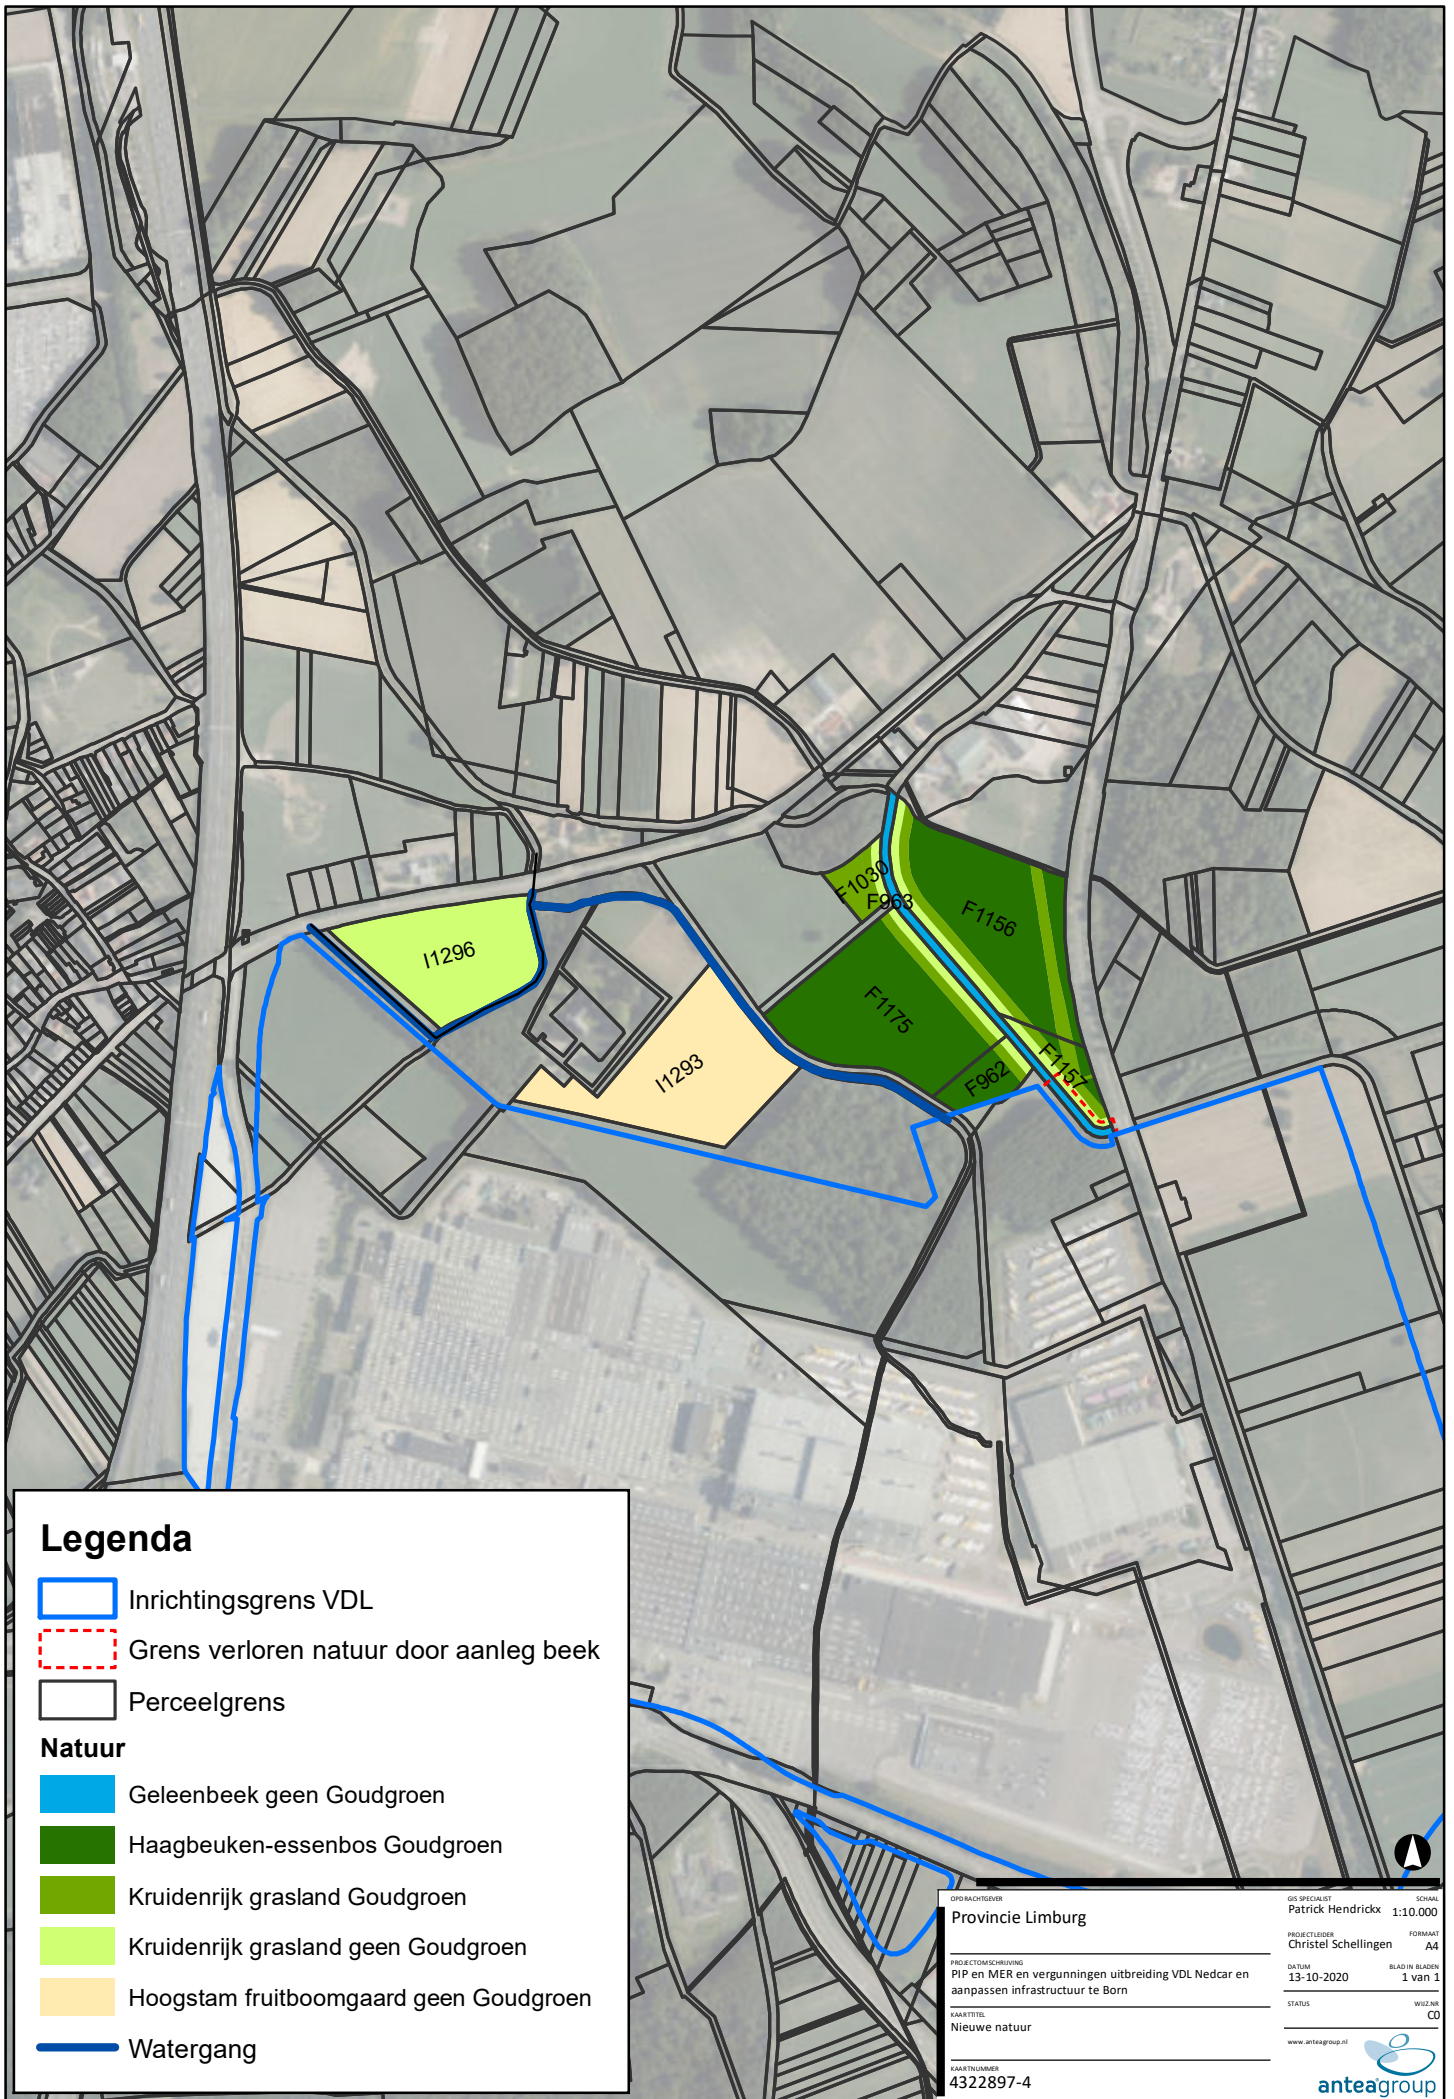 F1030
F963
F1156
I1296
F1175
I1293
F1157
F962
Legenda
Inrichtingsgrens VDL
Grens verloren natuur door aanleg beek
Perceelgrens
Natuur
Geleenbeek geen Goudgroen
Haagbeuken-essenbos Goudgroen
Kruidenrijk grasland Goudgroen
Kruidenrijk grasland geen Goudgroen
Hoogstam fruitboomgaard geen Goudgroen
Watergang
OPDRACHTGEVER
Provincie Limburg
PROJECTOMSCHRIJVING
PIP en MER en vergunningen uitbreiding VDL Nedcar en
aanpassen infrastructuur te Born
KAARTTITEL
Nieuwe natuur
KAARTNUMMER
4322897-4
GIS SPECIALIST SCHAAL
Patrick Hendrickx 1:10.000
PROJECTLEIDER FORMAAT
Christel Schellingen A4
DATUM BLAD IN BLADEN
13-10-2020 1 van 1
STATUS WIJZ.NR
C0
www.anteagroup.nl
anteagroup